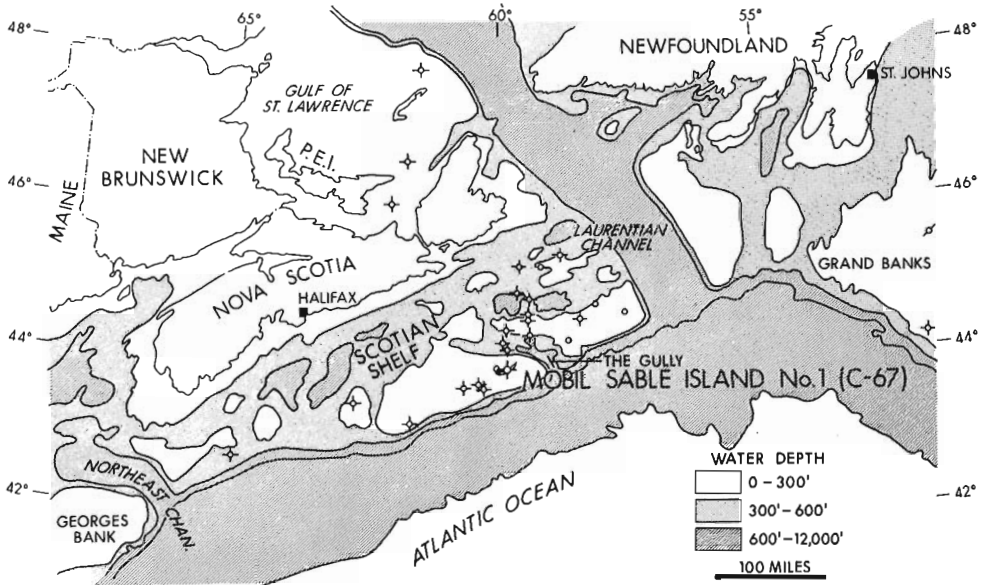 65°
60°
55°
48°
48°
NEWFOUNDLAND
ST. JOHNS
GULF OF
ST. LAWRENCE
P.E.I.
NEW
BRUNSWICK
MAINE
46°
46°
LAURENTIAN
CHANNEL
GRAND BANKS
NOVA SCOTIA
HALIFAX
SCOTIAN
SHELF
44°
44°
THE GULLY
MOBIL SABLE ISLAND No.1 (C-67)
NORTHEAST CHAN.
42°
42°
GEORGES
BANK
ATLANTIC OCEAN
WATER DEPTH
0-300'
300'-600'
600'-12,000'
100 MILES